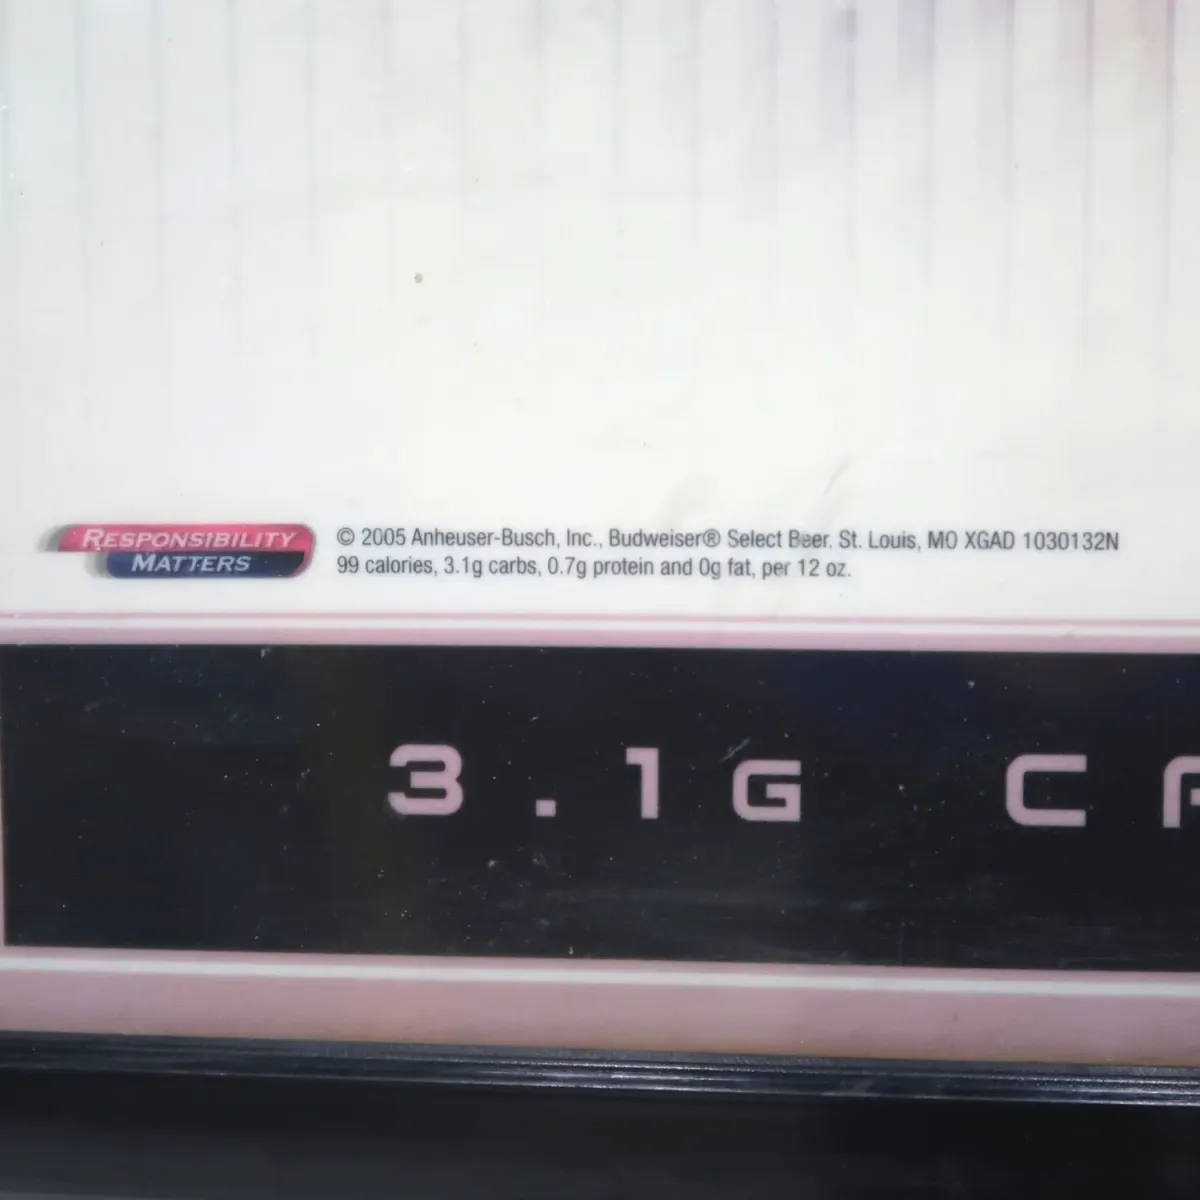 RESPONSIBILITY
MATTERS
© 2005 Anheuser-Busch, Inc., Budweiser® Select Beer. St. Louis, MO XGAD 1030132N
99 calories, 3.1g carbs, 0.7g protein and 0g fat, per 12 oz.
3.1G C